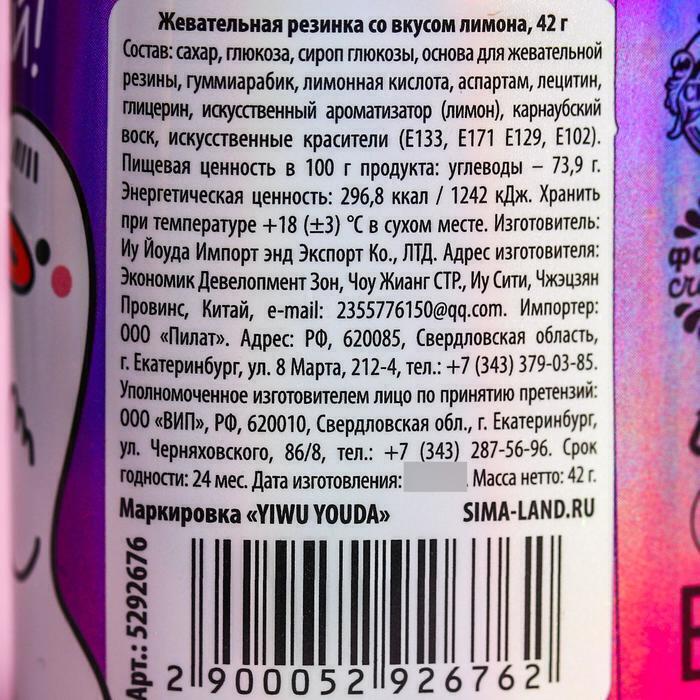 Й!
Жевательная резинка со вкусом лимона, 42 г
Состав: сахар, глюкоза, сироп глюкозы, основа для жевательной
резины, гуммиарабик, лимонная кислота, аспартам, лецитин,
глицерин, искусственный ароматизатор (лимон), карнаубский
воск, искусственные красители (E133, E171 E129, E102).
Пищевая ценность в 100 г продукта: углеводы – 73,9 г.
Энергетическая ценность: 296,8 ккал / 1242 кДж. Хранить
при температуре +18 (±3) °C в сухом месте. Изготовитель:
Иу Йоуда Импорт энд Экспорт Ко., ЛТД. Адрес изготовителя:
Экономик Девелопмент Зон, Чоу Жианг СТР., Иу Сити, Чжэцзян
Провинс, Китай, e-mail: 2355776150@qq.com. Импортер:
ООО «Пилат». Адрес: РФ, 620085, Свердловская область,
г. Екатеринбург, ул. 8 Марта, 212-4, тел.: +7 (343) 379-03-85.
Уполномоченное изготовителем лицо по принятию претензий:
ООО «ВИП», РФ, 620010, Свердловская обл., г. Екатеринбург,
ул. Черняховского, 86/8, тел.: +7 (343) 287-56-96. Срок
годности: 24 мес. Дата изготовления: . Масса нетто: 42 г.
Маркировка «YIWU YOUDA» SIMA-LAND.RU
Арт.: 5292676
2 900052 926762